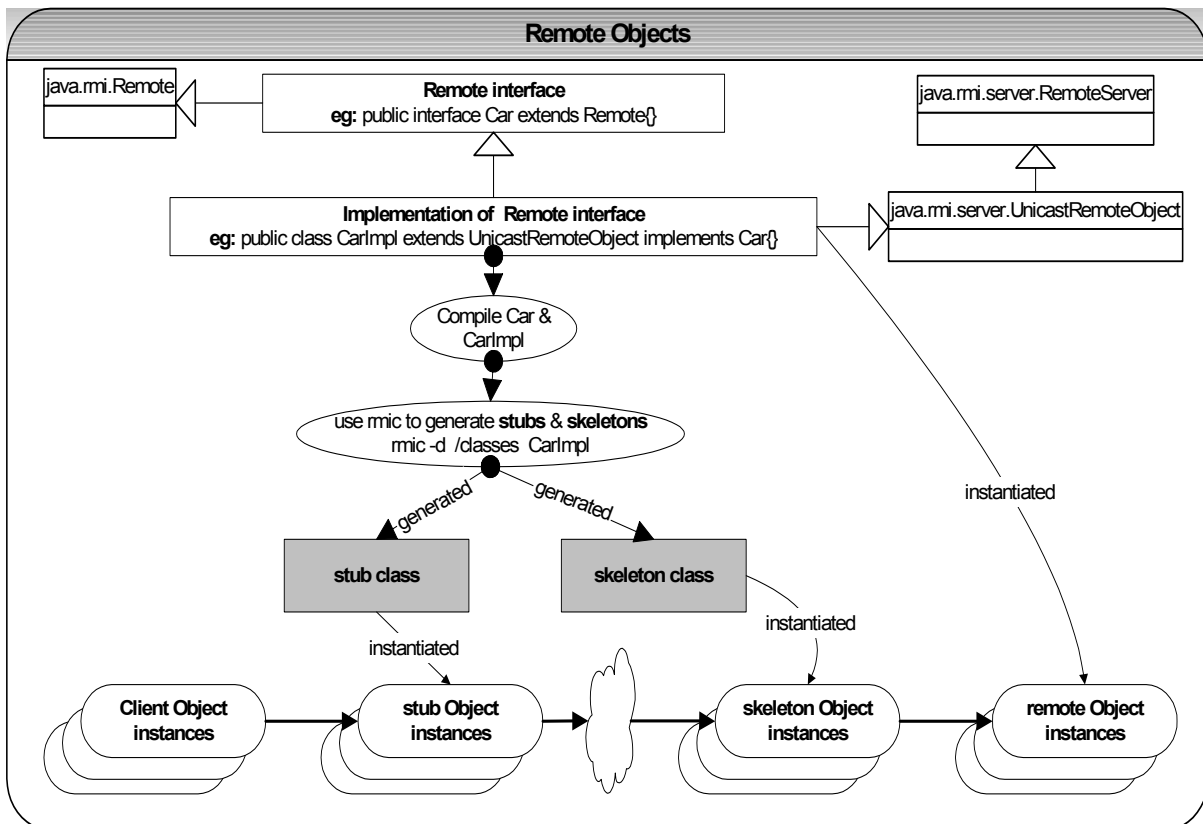 Remote Objects
java.rmi.Remote
Remote interface
eg: public interface Car extends Remote{}
java.rmi.server.RemoteServer
Implementation of Remote interface
eg: public class CarImpl extends UnicastRemoteObject implements Car{}
java.rmi.server.UnicastRemoteObject
Compile Car &
CarImpl
use rmic to generate stubs & skeletons
rmic -d /classes CarImpl
instantiated
generated
generated
stub class
skeleton class
instantiated
instantiated
Client Object
instances
stub Object
instances
skeleton Object
instances
remote Object
instances